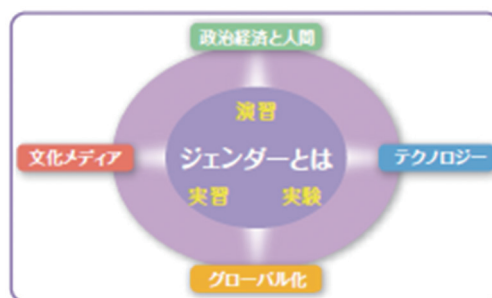 政治経済と人間
演習
文化メディア
ジェンダーとは
テクノロジー
実習
実験
グローバル化